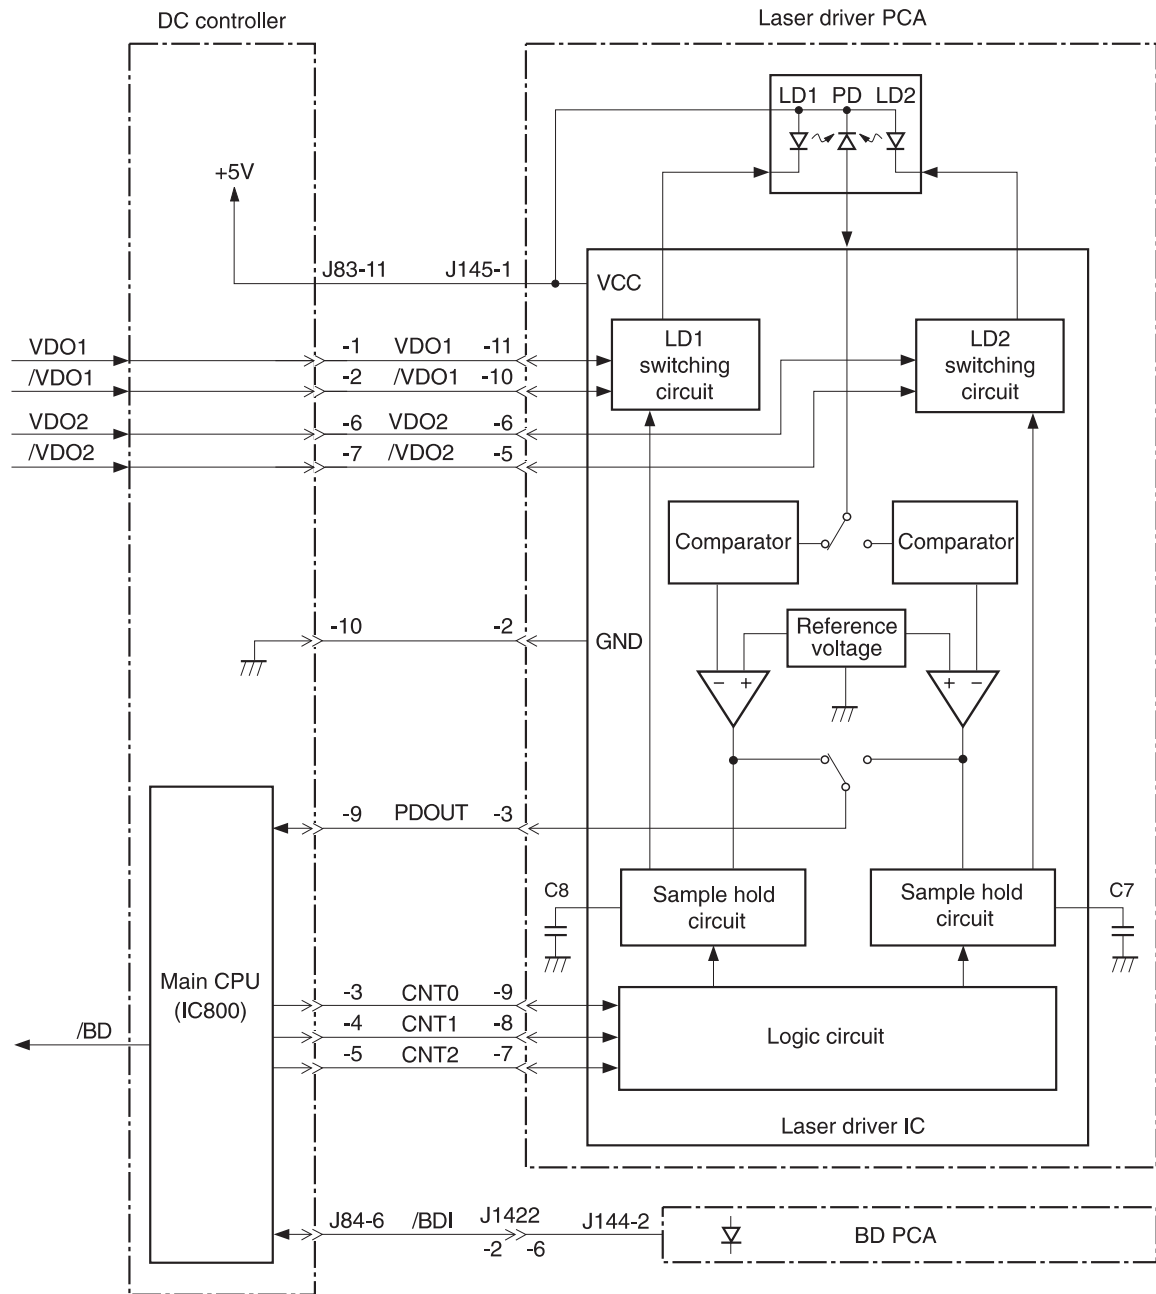 DC controller
Laser driver PCA
LD1 PD LD2
+5V
J83-11 J145-1
VCC
VDO1 -1 VDO1 -11
/VDO1 -2 /VDO1 -10
VDO2 -6 VDO2 -6
/VDO2 -7 /VDO2 -5
LD1
switching
circuit
LD2
switching
circuit
Comparator
Comparator
-10 -2
GND
Reference
voltage
− +
+ −
-9 PDOUT -3
C8
Sample hold
circuit
Sample hold
circuit
C7
Main CPU
(IC800)
-3 CNT0 -9
-4 CNT1 -8
-5 CNT2 -7
/BD
Logic circuit
Laser driver IC
J84-6 /BDI J1422 J144-2
-2 -6
BD PCA